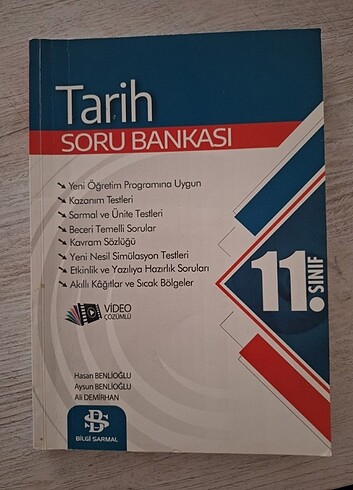 Tarih
SORU BANKASI
Yeni Öğretim Programına Uygun
Kazanım Testleri
Sarmal ve Ünite Testleri
Beceri Temelli Sorular
Kavram Sözlüğü
Yeni Nesil Simülasyon Testleri
Etkinlik ve Yazılıya Hazırlık Soruları
Akıllı Kâğıtlar ve Sıcak Bölgeler
11. SINIF
VİDEO
ÇÖZÜMLÜ
Hasan BENLİOĞLU
Aysun BENLİOĞLU
Ali DEMİRHAN
BS
BİLGİ SARMAL